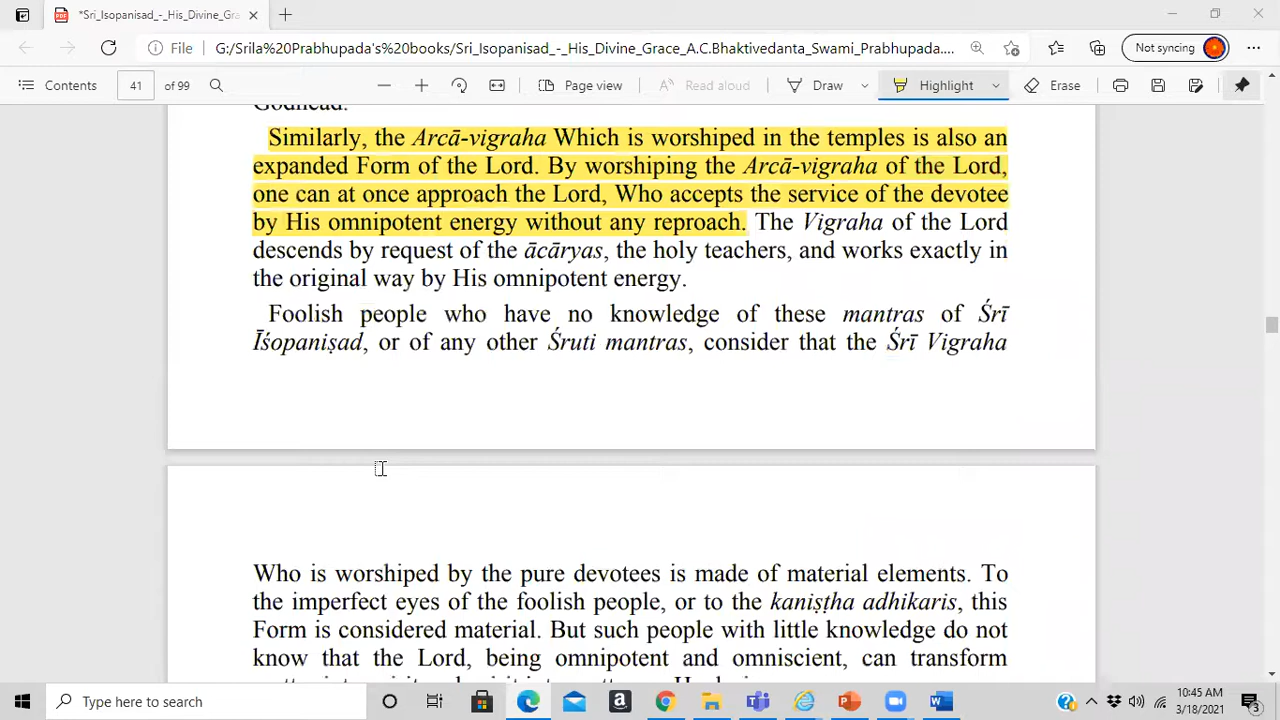 *Sri_Isopanisad_-_His_Divine_Gra
File
G:/Srila%20Prabhupada's%20books/Sri_Isopanisad_-_His_Divine_Grace_A.C.Bhaktivedanta_Swami_Prabhupada....
Not syncing
Contents
41
of 99
Page view
Read aloud
Draw
Highlight
Erase
Godhead.
Similarly, the Arcā-vigraha Which is worshiped in the temples is also an
expanded Form of the Lord. By worshiping the Arcā-vigraha of the Lord,
one can at once approach the Lord, Who accepts the service of the devotee
by His omnipotent energy without any reproach. The Vigraha of the Lord
descends by request of the ācāryas, the holy teachers, and works exactly in
the original way by His omnipotent energy.
Foolish people who have no knowledge of these mantras of Śrī
Īśopaniṣad, or of any other Śruti mantras, consider that the Śrī Vigraha
Who is worshiped by the pure devotees is made of material elements. To
the imperfect eyes of the foolish people, or to the kaniṣṭha adhikaris, this
Form is considered material. But such people with little knowledge do not
know that the Lord, being omnipotent and omniscient, can transform
Type here to search
10:45 AM
3/18/2021